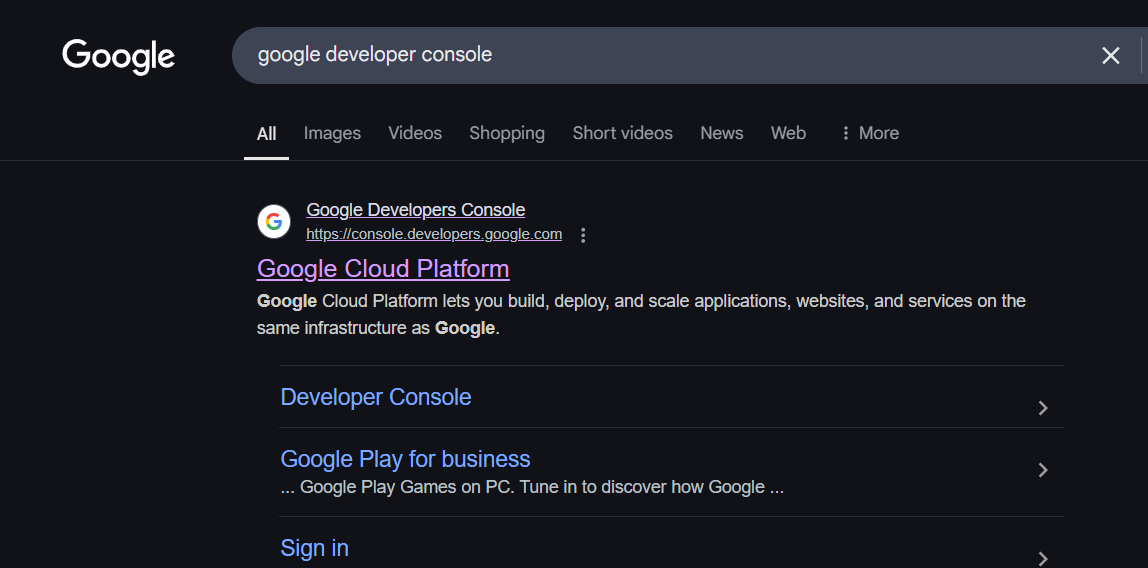 Google
google developer console
All Images Videos Shopping Short videos News Web More
Google Developers Console
https://console.developers.google.com
Google Cloud Platform
Google Cloud Platform lets you build, deploy, and scale applications, websites, and services on the
same infrastructure as Google.
Developer Console
Google Play for business
... Google Play Games on PC. Tune in to discover how Google ...
Sign in